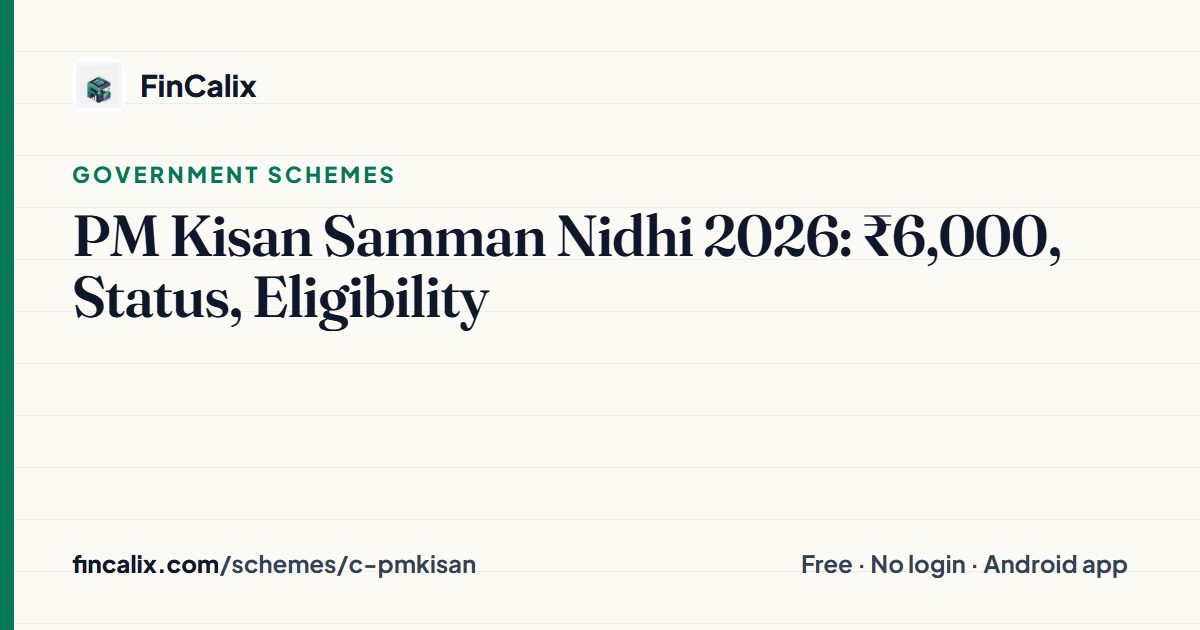 FinCalix
GOVERNMENT SCHEMES
PM Kisan Samman Nidhi 2026: ₹6,000,
Status, Eligibility
fincalix.com/schemes/c-pmkisan
Free · No login · Android app